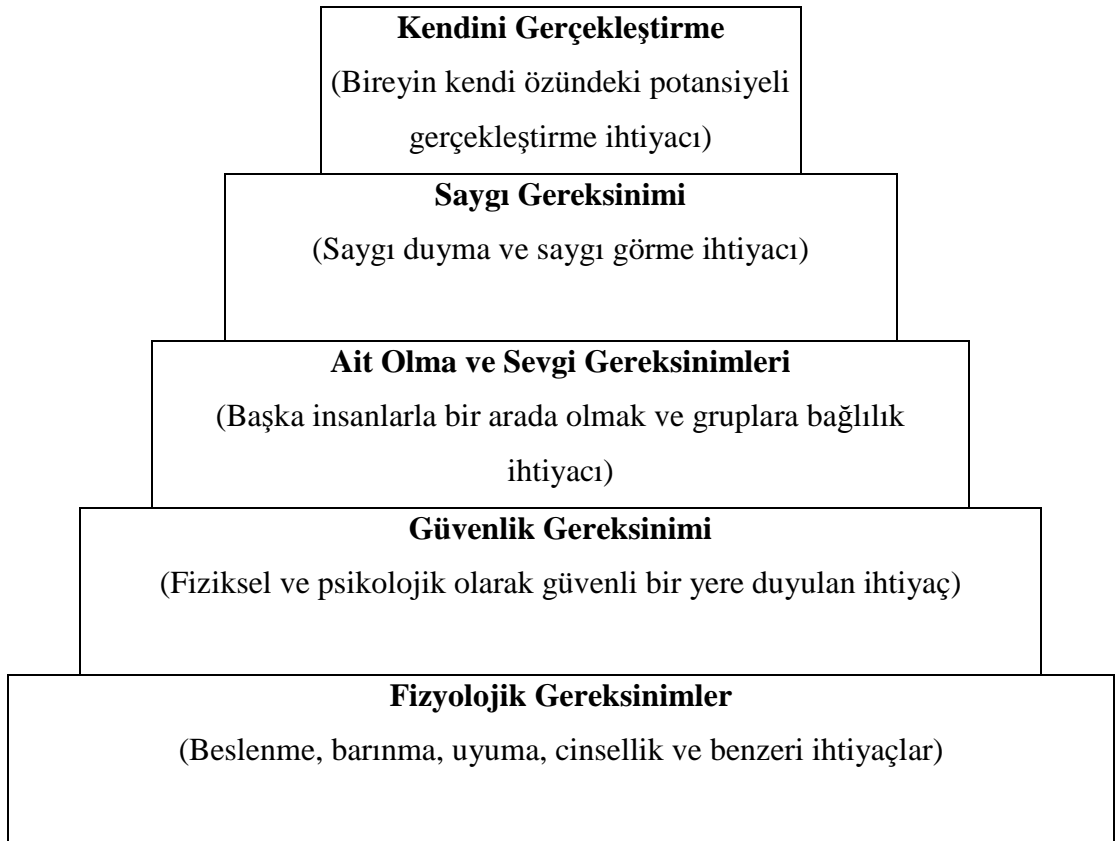 Kendini Gerçekleştirme
(Bireyin kendi özündeki potansiyeli
gerçekleştirme ihtiyacı)
Saygı Gereksinimi
(Saygı duyma ve saygı görme ihtiyacı)
Ait Olma ve Sevgi Gereksinimleri
(Başka insanlarla bir arada olmak ve gruplara bağlılık
ihtiyacı)
Güvenlik Gereksinimi
(Fiziksel ve psikolojik olarak güvenli bir yere duyulan ihtiyaç)
Fizyolojik Gereksinimler
(Beslenme, barınma, uyuma, cinsellik ve benzeri ihtiyaçlar)